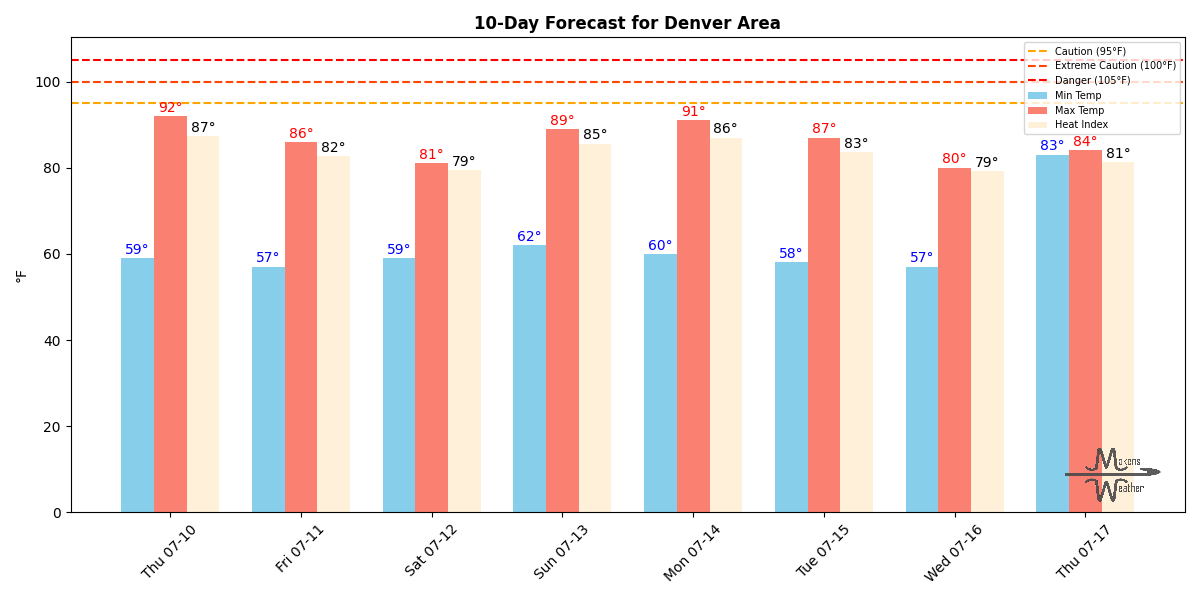 10-Day Forecast for Denver Area
Caution (95°F)
Extreme Caution (100°F)
Danger (105°F)
Min Temp
Max Temp
Heat Index
°F
100
80
60
40
20
0
59° 92° 87°
57° 86° 82°
59° 81° 79°
62° 89° 85°
60° 91° 86°
58° 87° 83°
57° 80° 79°
83° 84° 81°
Thu 07-10
Fri 07-11
Sat 07-12
Sun 07-13
Mon 07-14
Tue 07-15
Wed 07-16
Thu 07-17
akens
eather